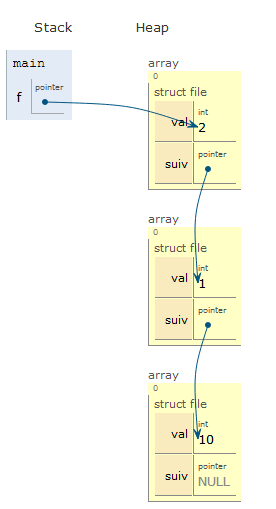 Stack Heap
main
f
pointer
array
0
struct file
val
int
2
suiv
pointer
array
0
struct file
val
int
1
suiv
pointer
array
0
struct file
val
int
10
suiv
pointer
NULL